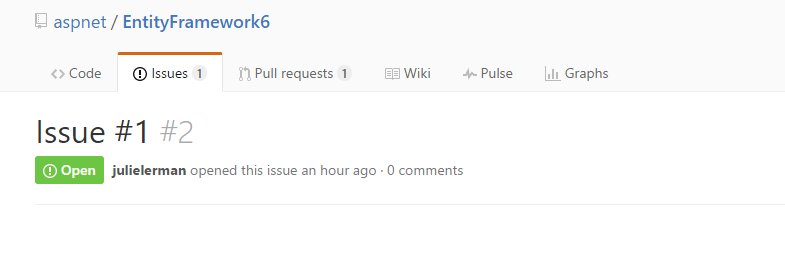 aspnet / EntityFramework6
Code Issues 1 Pull requests 1 Wiki Pulse Graphs
Issue #1 #2
Open julielerman opened this issue an hour ago · 0 comments